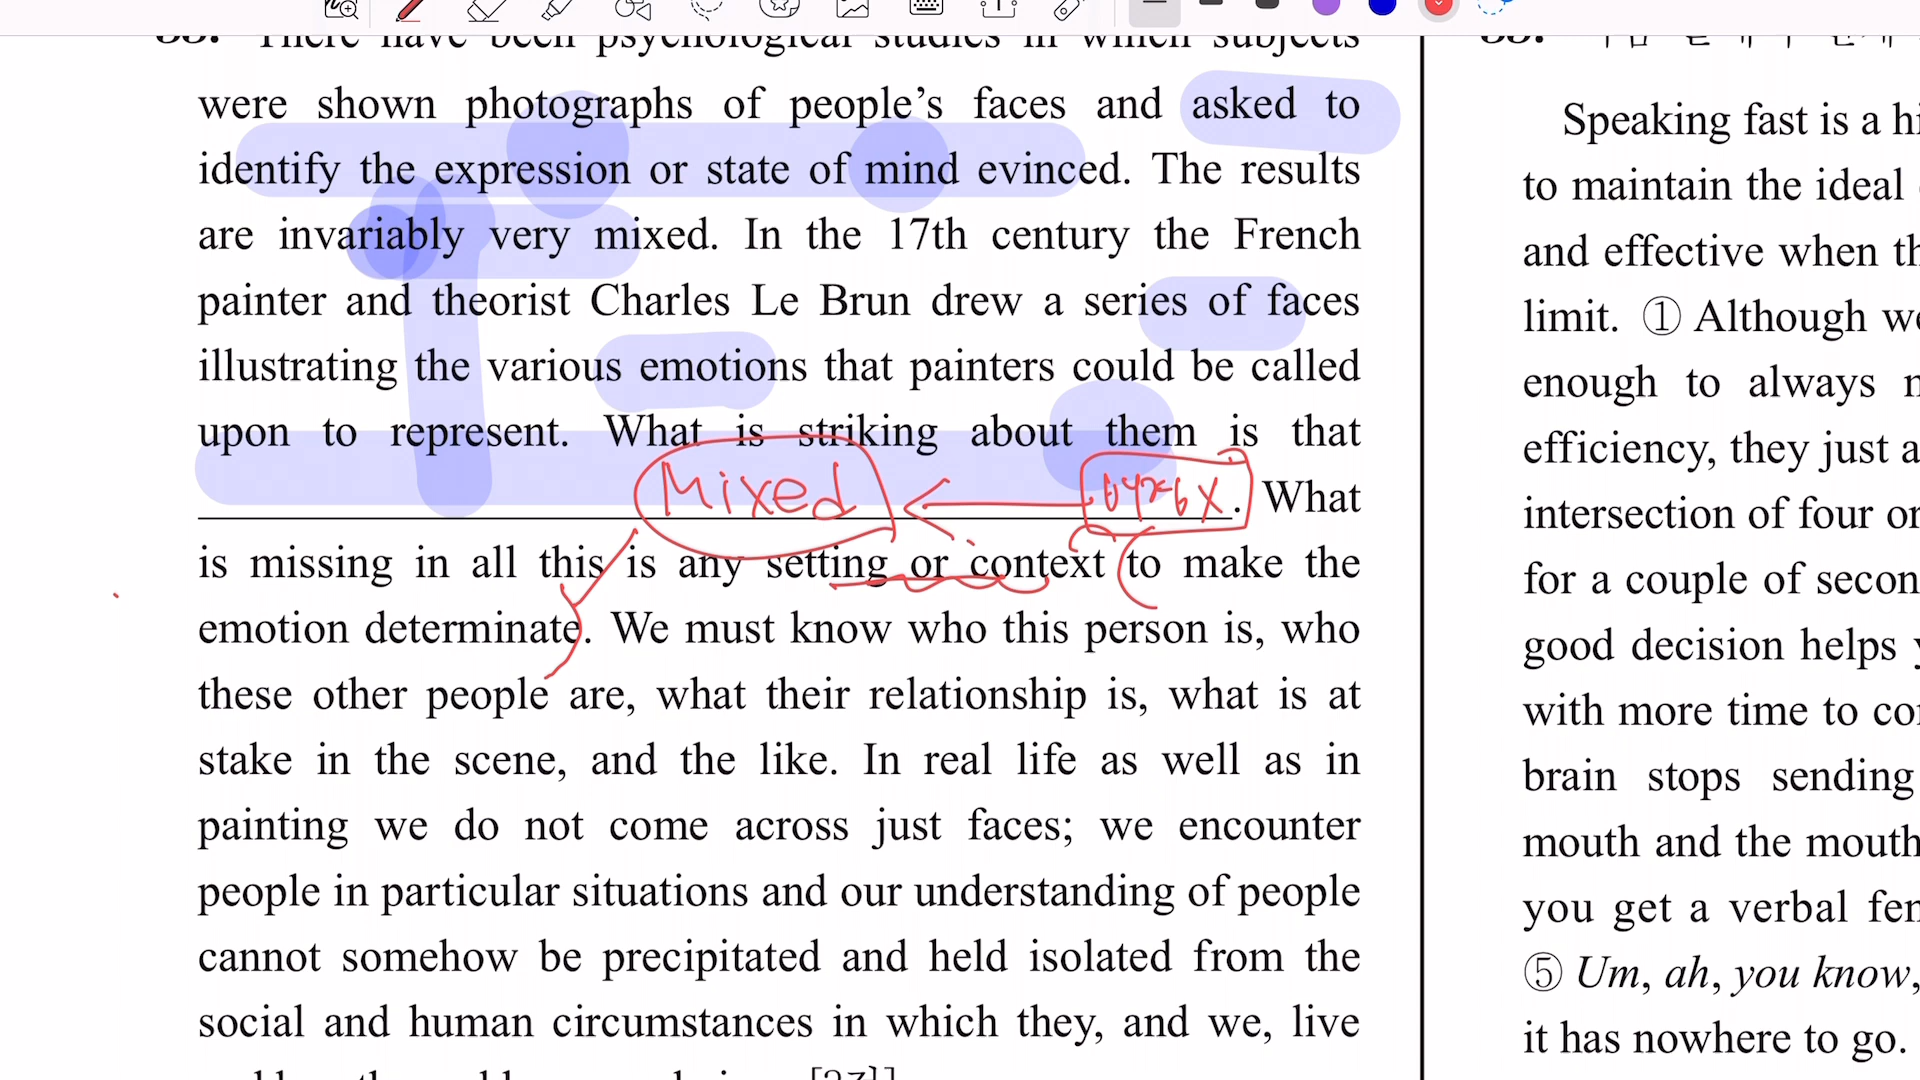 There have been psychological studies in which subjects
were shown photographs of people's faces and asked to
identify the expression or state of mind evinced. The results
are invariably very mixed. In the 17th century the French
painter and theorist Charles Le Brun drew a series of faces
illustrating the various emotions that painters could be called
upon to represent. What is striking about them is that
Mixed
. What
is missing in all this is any setting or context to make the
emotion determinate. We must know who this person is, who
these other people are, what their relationship is, what is at
stake in the scene, and the like. In real life as well as in
painting we do not come across just faces; we encounter
people in particular situations and our understanding of people
cannot somehow be precipitated and held isolated from the
social and human circumstances in which they, and we, live
Speaking fast is a hi
to maintain the ideal
and effective when th
limit. ① Although we
enough to always
efficiency, they just a
intersection of four or
for a couple of secon
good decision helps y
with more time to co
brain stops sending
mouth and the mouth
you get a verbal fen
⑤ Um, ah, you know,
it has nowhere to go.